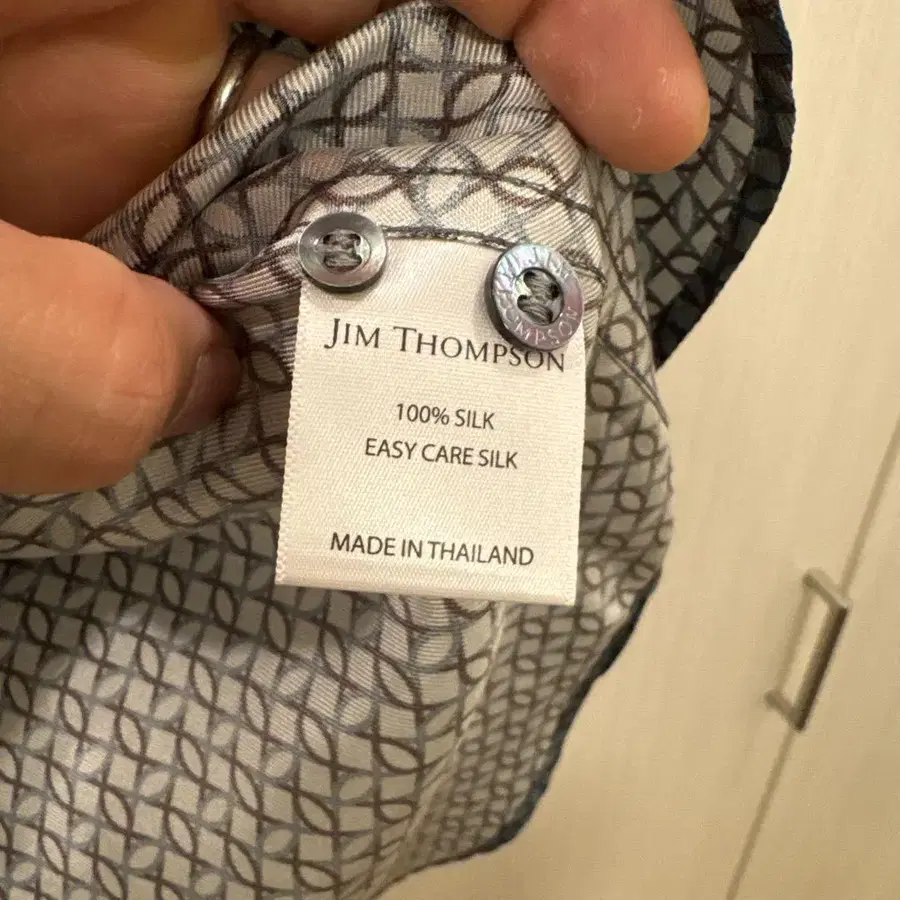 JIM THOMPSON
100% SILK
EASY CARE SILK
MADE IN THAILAND